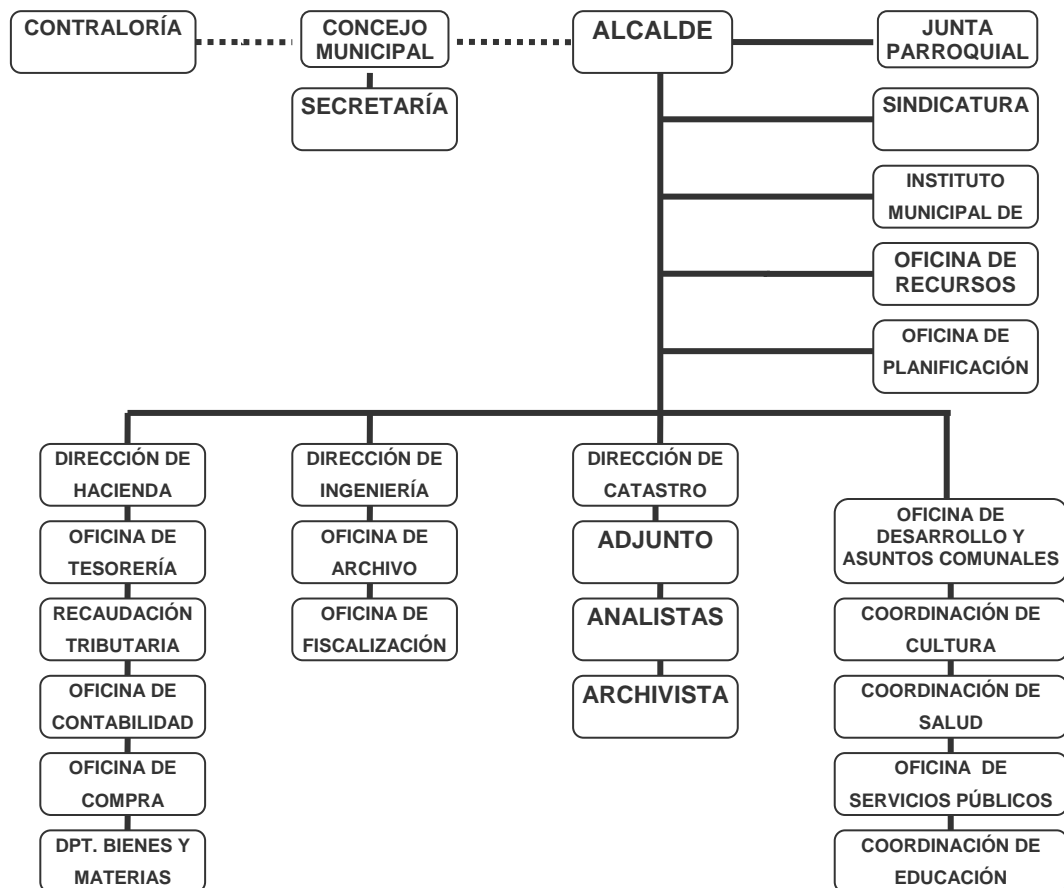 CONTRALORÍA
CONCEJO
MUNICIPAL
ALCALDE
JUNTA
PARROQUIAL
SECRETARÍA
SINDICATURA
INSTITUTO
MUNICIPAL DE
OFICINA DE
RECURSOS
OFICINA DE
PLANIFICACIÓN
DIRECCIÓN DE
HACIENDA
OFICINA DE
TESORERÍA
RECAUDACIÓN
TRIBUTARIA
OFICINA DE
CONTABILIDAD
OFICINA DE
COMPRA
DPT. BIENES Y
MATERIAS
DIRECCIÓN DE
INGENIERÍA
OFICINA DE
ARCHIVO
OFICINA DE
FISCALIZACIÓN
DIRECCIÓN DE
CATASTRO
ADJUNTO
ANALISTAS
ARCHIVISTA
OFICINA DE
DESARROLLO Y
ASUNTOS COMUNALES
COORDINACIÓN DE
CULTURA
COORDINACIÓN DE
SALUD
OFICINA DE
SERVICIOS PÚBLICOS
COORDINACIÓN DE
EDUCACIÓN